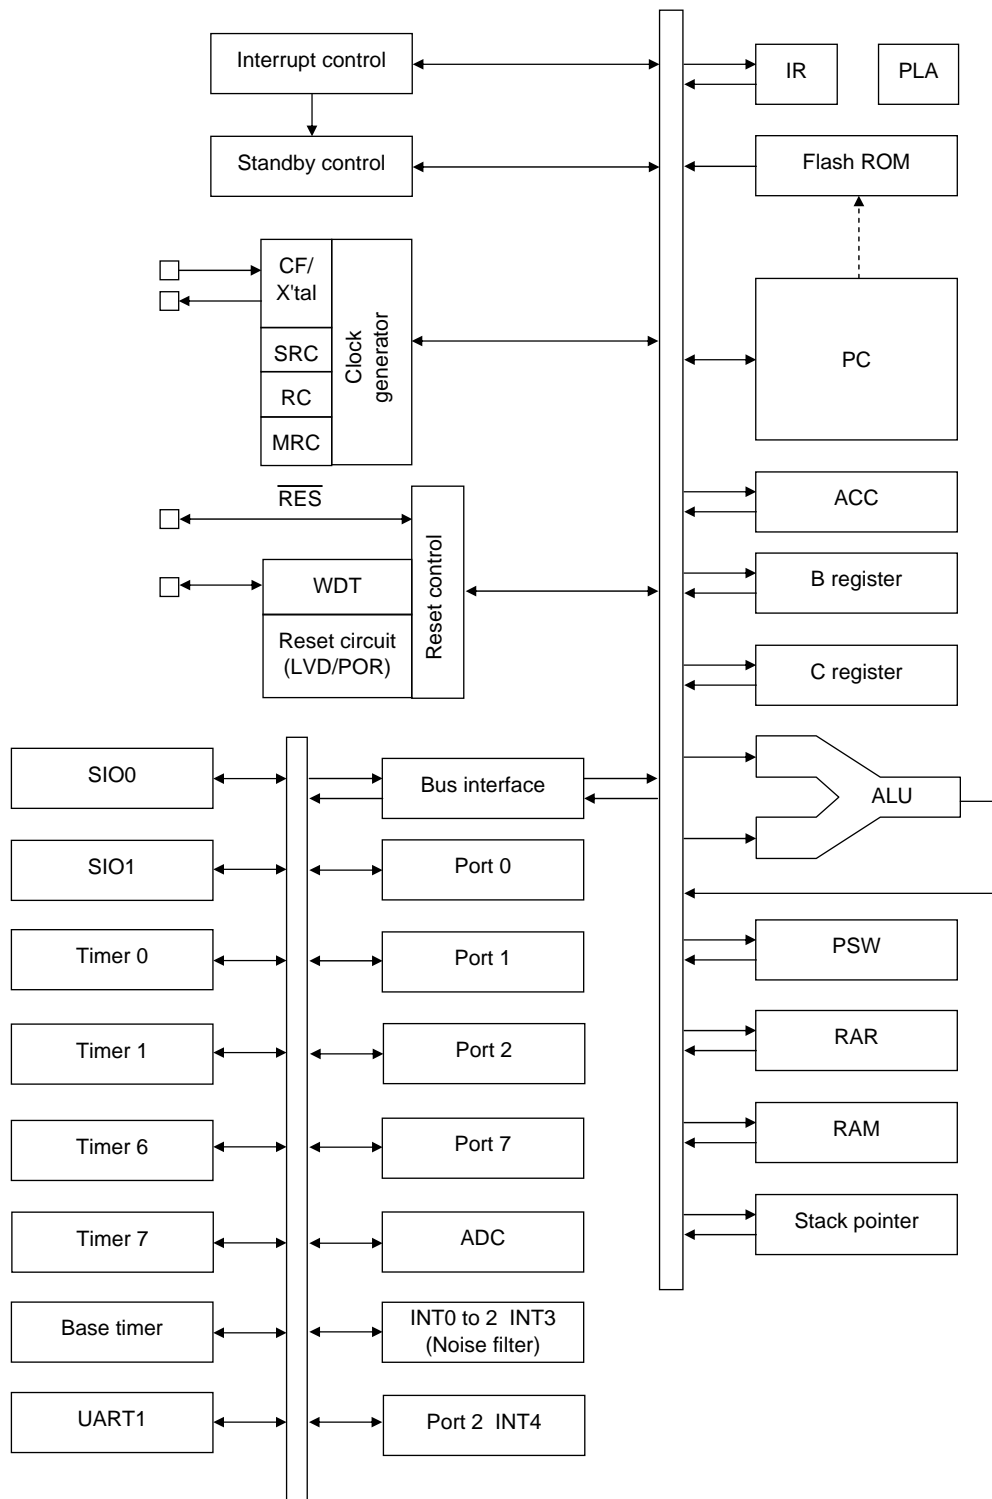 Interrupt control
IR
PLA
Standby control
Flash ROM
CF/
X'tal
SRC
RC
MRC
Clock
generator
PC
RES
WDT
Reset circuit
(LVD/POR)
Reset control
ACC
B register
C register
SIO0
Bus interface
ALU
SIO1
Port 0
Timer 0
Port 1
PSW
Timer 1
Port 2
RAR
Timer 6
Port 7
RAM
Timer 7
ADC
Stack pointer
Base timer
INT0 to 2 INT3
(Noise filter)
UART1
Port 2 INT4